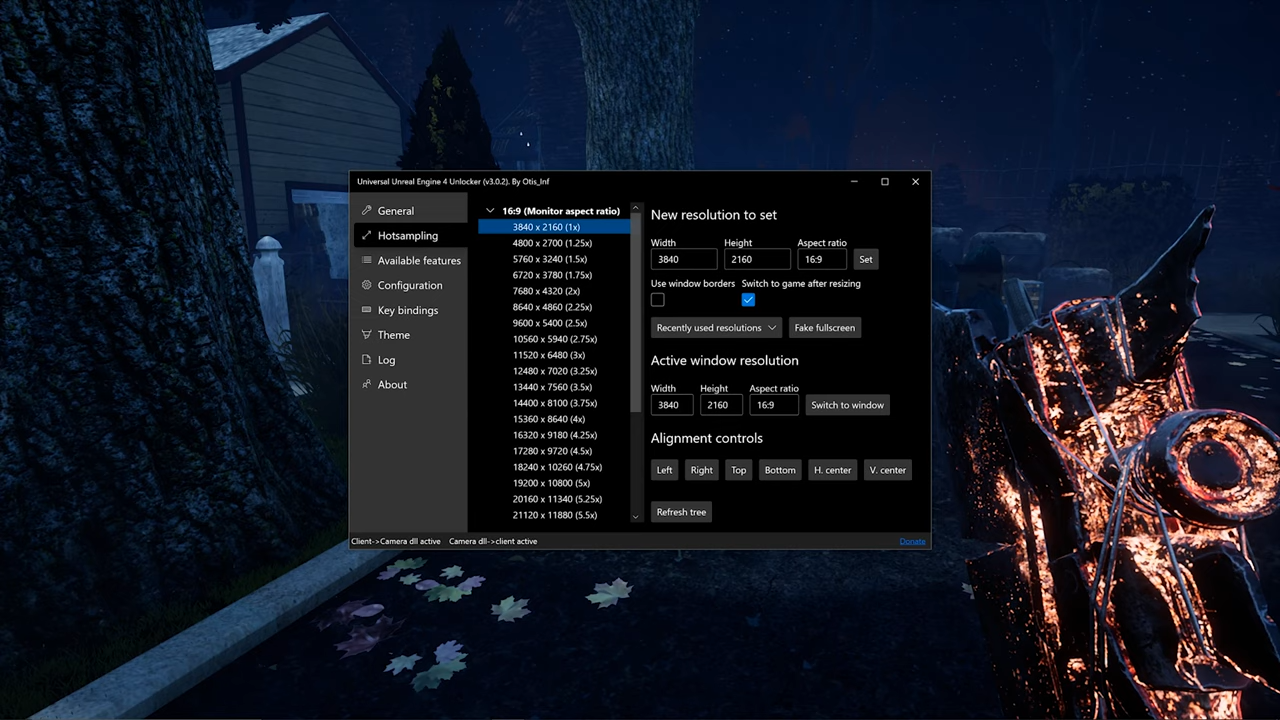 Universal Unreal Engine 4 Unlocker (v3.0.2). By Otis_Inf
General
Hotsampling
Available features
Configuration
Key bindings
Theme
Log
About
16:9 (Monitor aspect ratio)
3840 x 2160 (1x)
4800 x 2700 (1.25x)
5760 x 3240 (1.5x)
6720 x 3780 (1.75x)
7680 x 4320 (2x)
8640 x 4860 (2.25x)
9600 x 5400 (2.5x)
10560 x 5940 (2.75x)
11520 x 6480 (3x)
12480 x 7020 (3.25x)
13440 x 7560 (3.5x)
14400 x 8100 (3.75x)
15360 x 8640 (4x)
16320 x 9180 (4.25x)
17280 x 9720 (4.5x)
18240 x 10260 (4.75x)
19200 x 10800 (5x)
20160 x 11340 (5.25x)
21120 x 11880 (5.5x)
New resolution to set
Width Height Aspect ratio
3840 2160 16:9 Set
Use window borders Switch to game after resizing
Recently used resolutions Fake fullscreen
Active window resolution
Width Height Aspect ratio
3840 2160 16:9 Switch to window
Alignment controls
Left Right Top Bottom H. center V. center
Refresh tree
Client->Camera dll active Camera dll->client active Donate